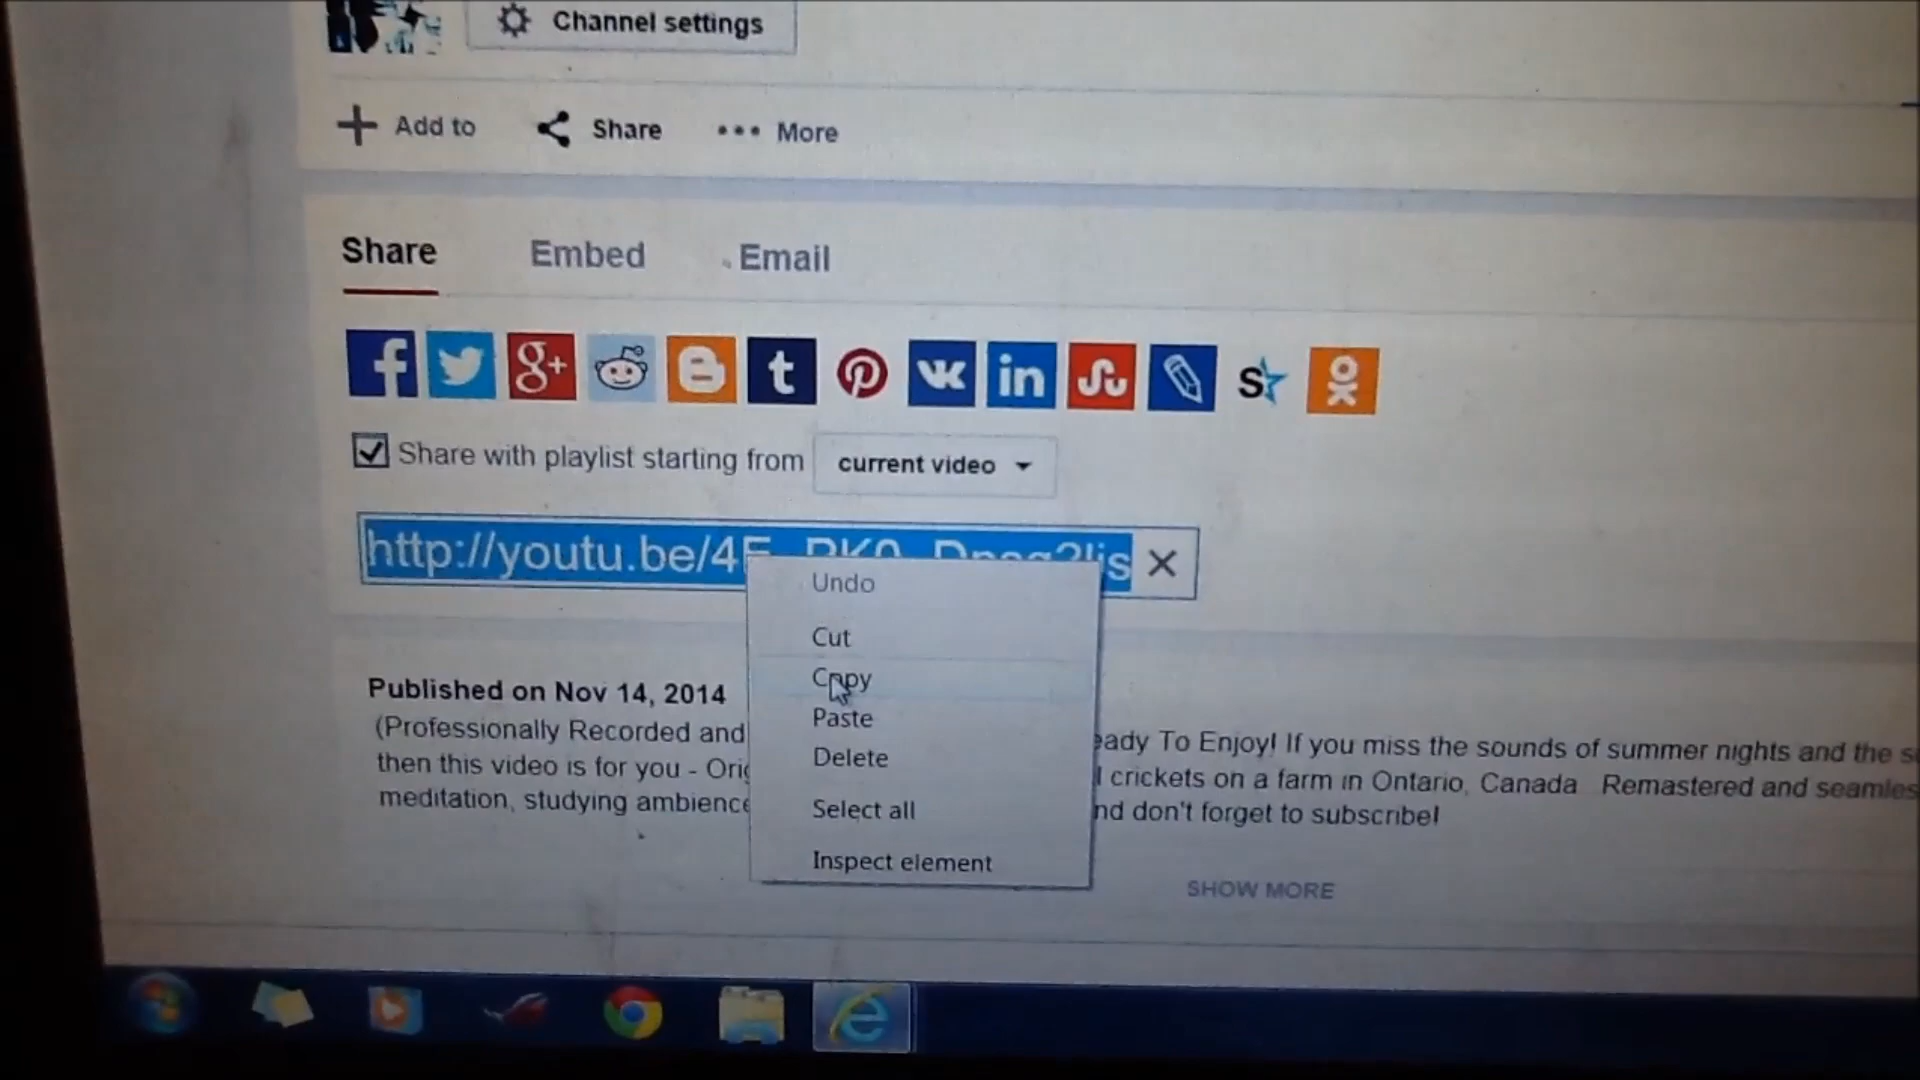 Channel settings
Add to Share More
Share Embed Email
f g+ t in
Share with playlist starting from current video
http://youtu.be/4
Undo
Cut
Copy
Paste
Delete
Select all
Inspect element
Published on Nov 14, 2014
(Professionally Recorded and eady To Enjoy! If you miss the sounds of summer nights and the
then this video is for you - crickets on a farm in Ontario, Canada Remastered and seamles
meditation, studying ambience nd don't forget to subscribe!
SHOW MORE